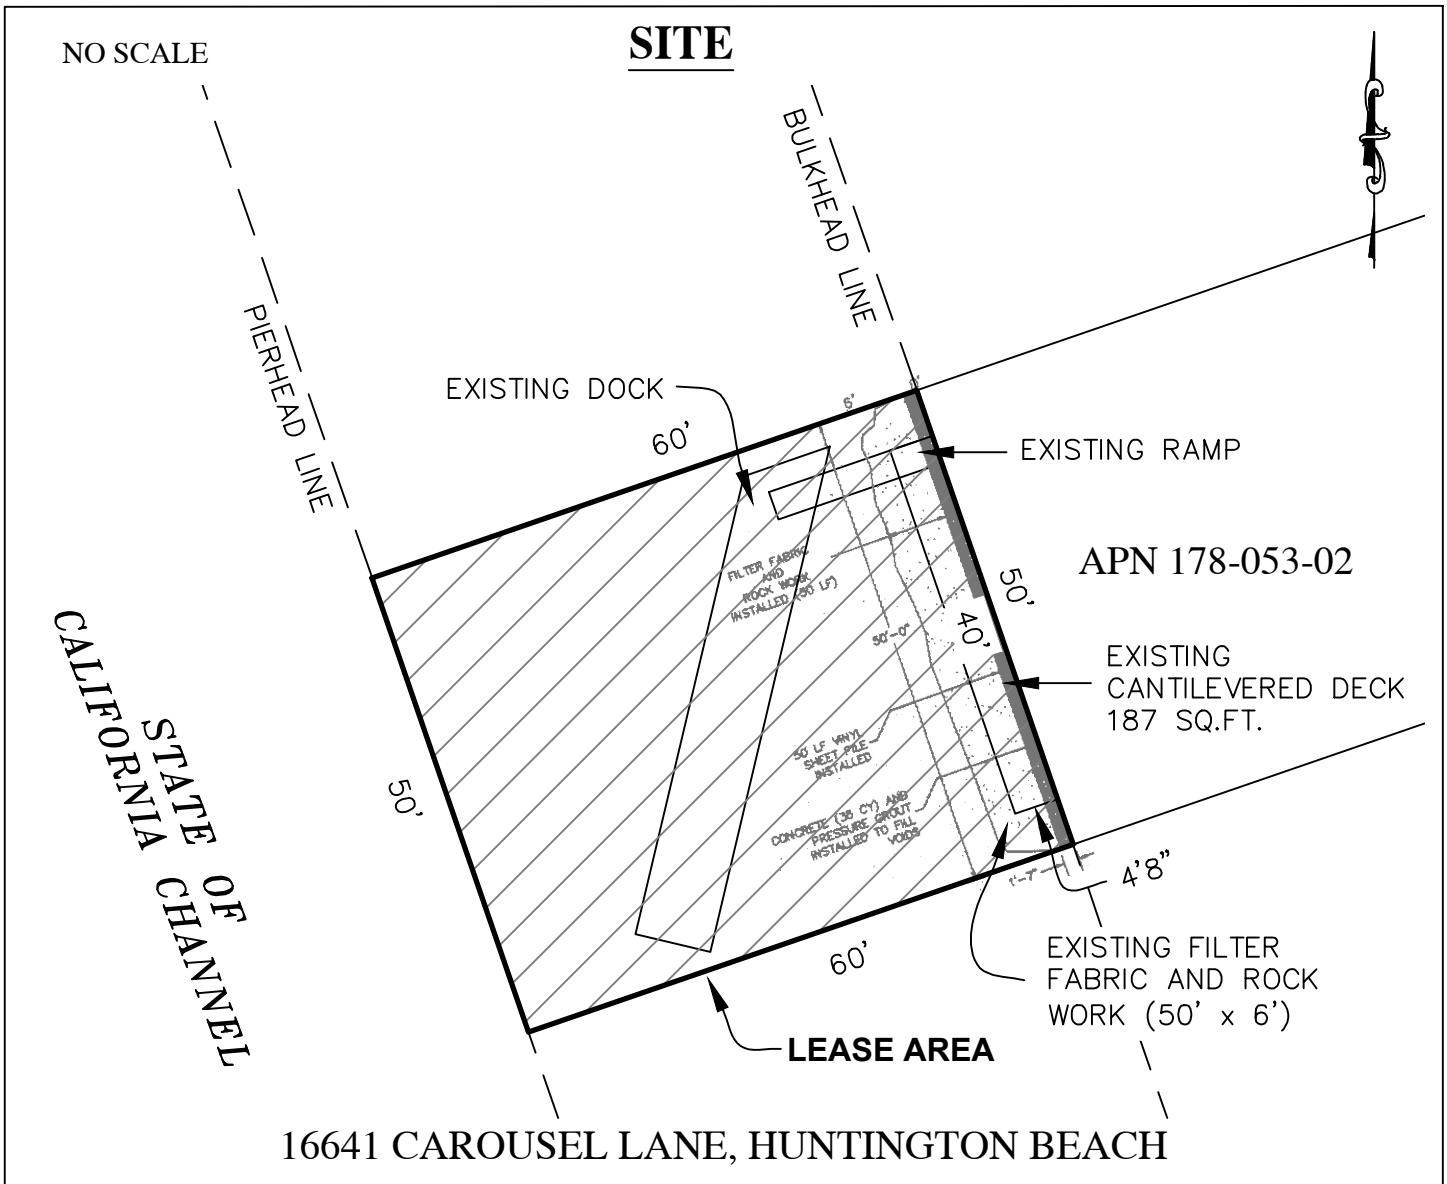 SITE
NO SCALE
PIERHEAD LINE
BULKHEAD LINE
EXISTING DOCK
60'
6'
EXISTING RAMP
APN 178-053-02
50'
40'
FILTER FABRIC
AND
ROCK WORK
INSTALLED (50 LF)
50'-0"
EXISTING
CANTILEVERED DECK
187 SQ.FT.
STATE OF
CALIFORNIA CHANNEL
50'
50 LF VINYL
SHEET PILE
INSTALLED
CONCRETE (38 CY) AND
PRESSURE GROUT
INSTALLED TO FILL
VOIDS
1'-7"
4'8"
60'
EXISTING FILTER
FABRIC AND ROCK
WORK (50' x 6')
LEASE AREA
16641 CAROUSEL LANE, HUNTINGTON BEACH